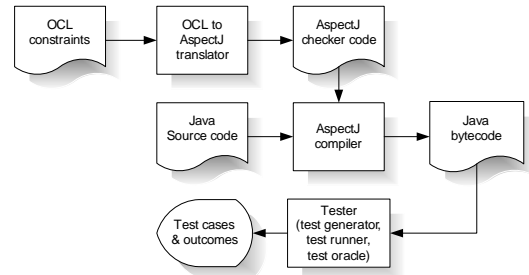 OCL
constraints
OCL to
AspectJ
translator
AspectJ
checker code
Java
Source code
AspectJ
compiler
Java
bytecode
Test cases
& outcomes
Tester
(test generator,
test runner,
test oracle)